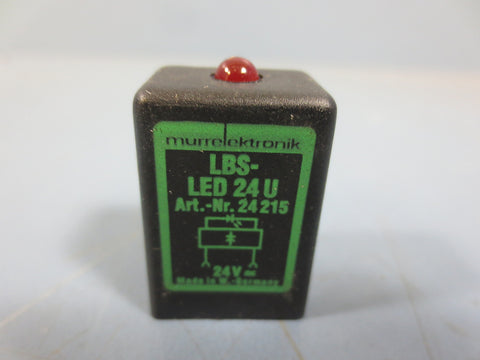 murrelektronik
LBS-
LED 24 U
Art.-Nr. 24 215
24V ⎓
Made in W.-Germany